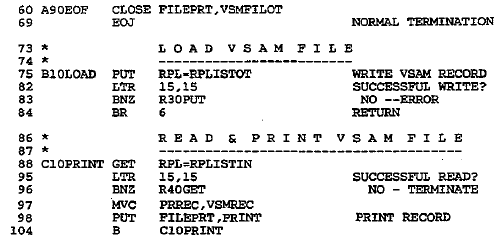 60 A90EOF CLOSE FILEPRT,VSMFILOT
69 EOJ NORMAL TERMINATION
73 * L O A D V S A M F I L E
74 * -----------------------
75 B10LOAD PUT RPL=RPLISTOT WRITE VSAM RECORD
82 LTR 15,15 SUCCESSFUL WRITE?
83 BNZ R30PUT NO --ERROR
84 BR 6 RETURN
86 * R E A D & P R I N T V S A M F I L E
87 * -----------------------------------
88 C10PRINT GET RPL=RPLISTIN
95 LTR 15,15 SUCCESSFUL READ?
96 BNZ R40GET NO - TERMINATE
97 MVC PRREC,VSMREC
98 PUT FILEPRT,PRINT PRINT RECORD
104 B C10PRINT